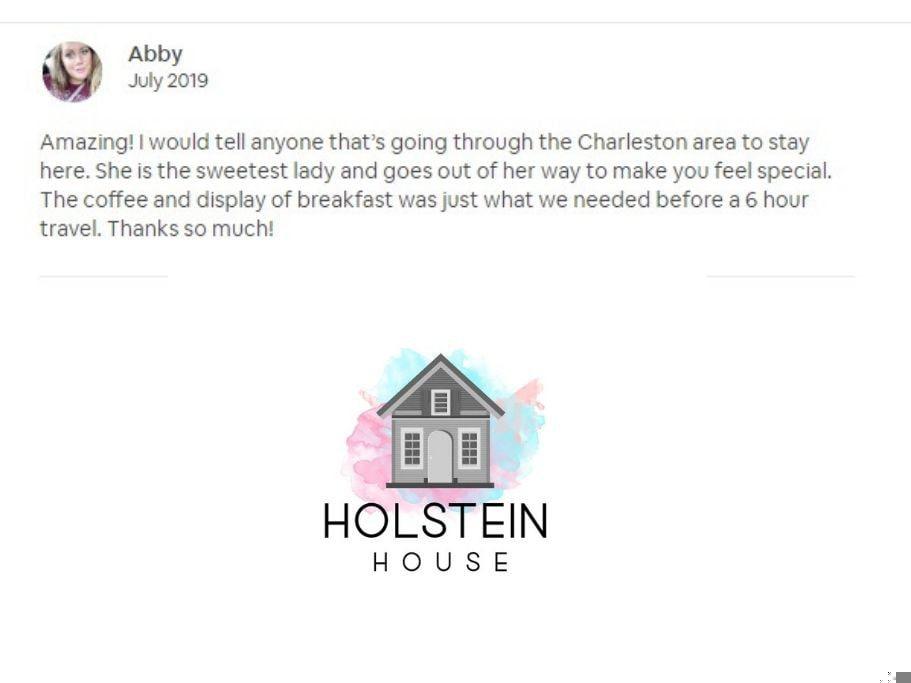 Abby
July 2019
Amazing! I would tell anyone that's going through the Charleston area to stay
here. She is the sweetest lady and goes out of her way to make you feel special.
The coffee and display of breakfast was just what we needed before a 6 hour
travel. Thanks so much!
HOLSTEIN
HOUSE